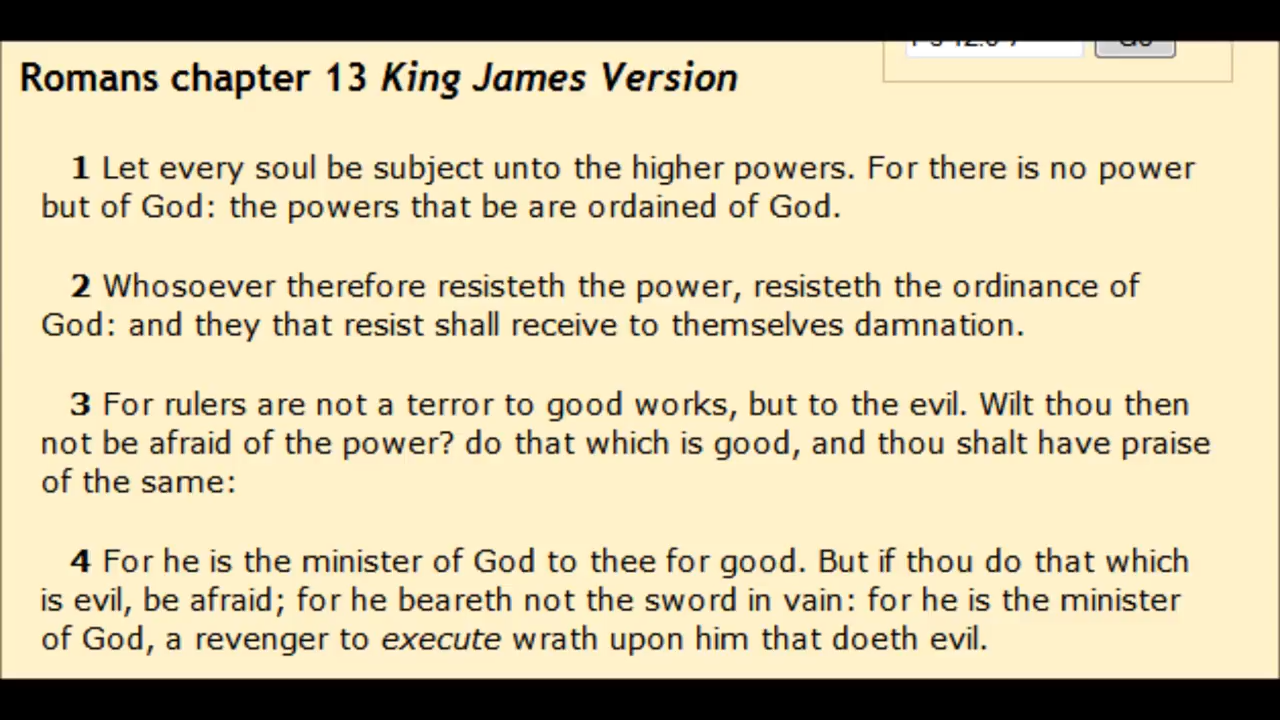 Romans chapter 13 King James Version
1 Let every soul be subject unto the higher powers. For there is no power
but of God: the powers that be are ordained of God.
2 Whosoever therefore resisteth the power, resisteth the ordinance of
God: and they that resist shall receive to themselves damnation.
3 For rulers are not a terror to good works, but to the evil. Wilt thou then
not be afraid of the power? do that which is good, and thou shalt have praise
of the same:
4 For he is the minister of God to thee for good. But if thou do that which
is evil, be afraid; for he beareth not the sword in vain: for he is the minister
of God, a revenger to execute wrath upon him that doeth evil.